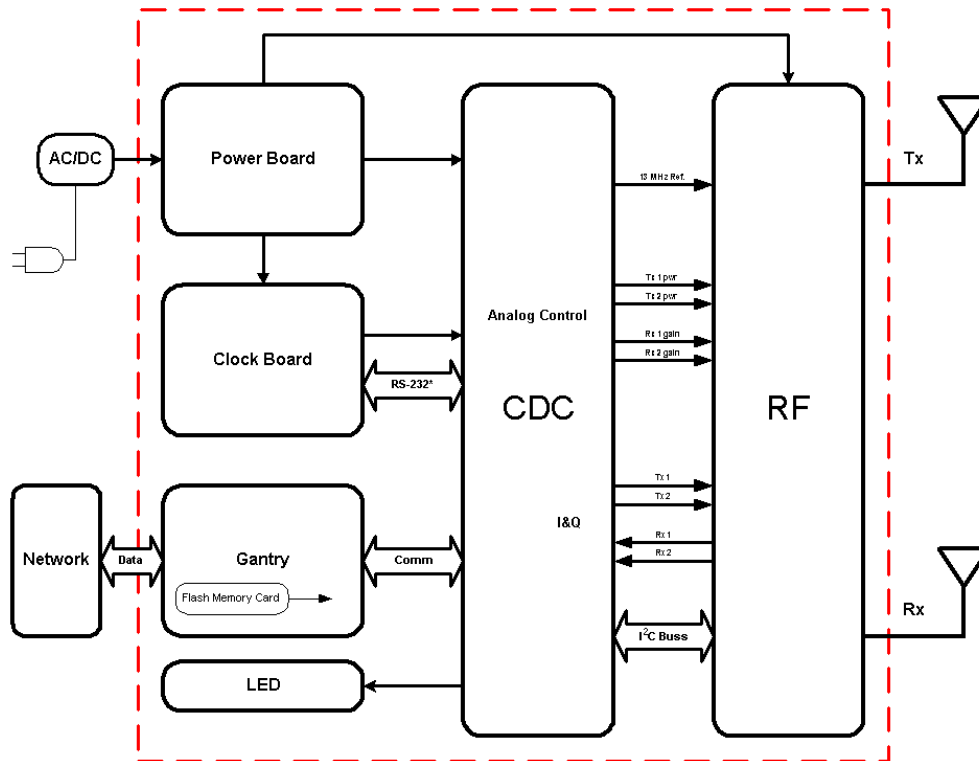 Power Board
AC/DC
Tx
13 MHz Ref.
Clock Board
RS-232*
Analog Control
CDC
Tx 1 pwr
Tx 2 pwr
Rx 1 gain
Rx 2 gain
RF
Network
Data
Gantry
Flash Memory Card
Comm
I&Q
Tx 1
Tx 2
Rx 1
Rx 2
I²C Buss
Rx
LED